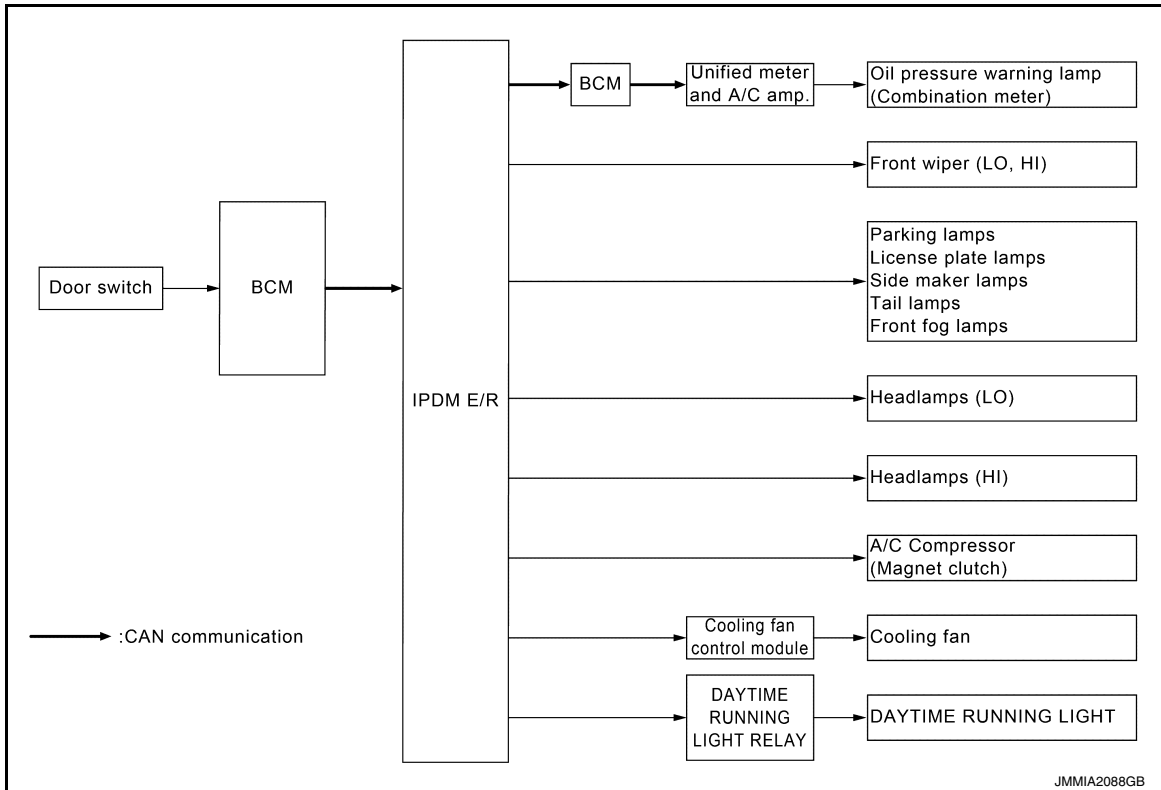 Door switch
BCM
IPDM E/R
BCM
Unified meter
and A/C amp.
Oil pressure warning lamp
(Combination meter)
Front wiper (LO, HI)
Parking lamps
License plate lamps
Side maker lamps
Tail lamps
Front fog lamps
Headlamps (LO)
Headlamps (HI)
A/C Compressor
(Magnet clutch)
Cooling fan
control module
Cooling fan
DAYTIME
RUNNING
LIGHT RELAY
DAYTIME RUNNING LIGHT
:CAN communication
JMMIA2088GB